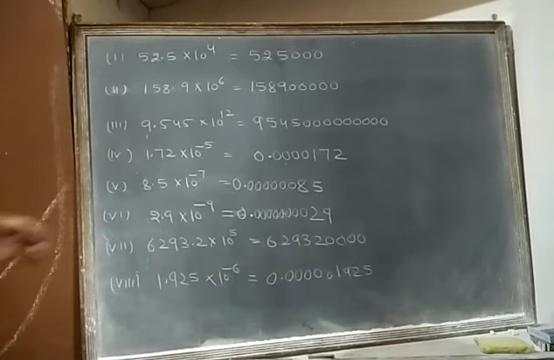 (i) 52.5 × 10⁴ = 525000
(ii) 158.9 × 10⁶ = 158900000
(iii) 9.545 × 10¹² = 9545000000000
(iv) 1.72 × 10⁻⁵ = 0.0000172
(v) 8.5 × 10⁻⁷ = 0.00000085
(vi) 2.9 × 10⁻⁹ = 0.0000000029
(vii) 6293.2 × 10⁵ = 629320000
(viii) 1.925 × 10⁻⁶ = 0.000001925